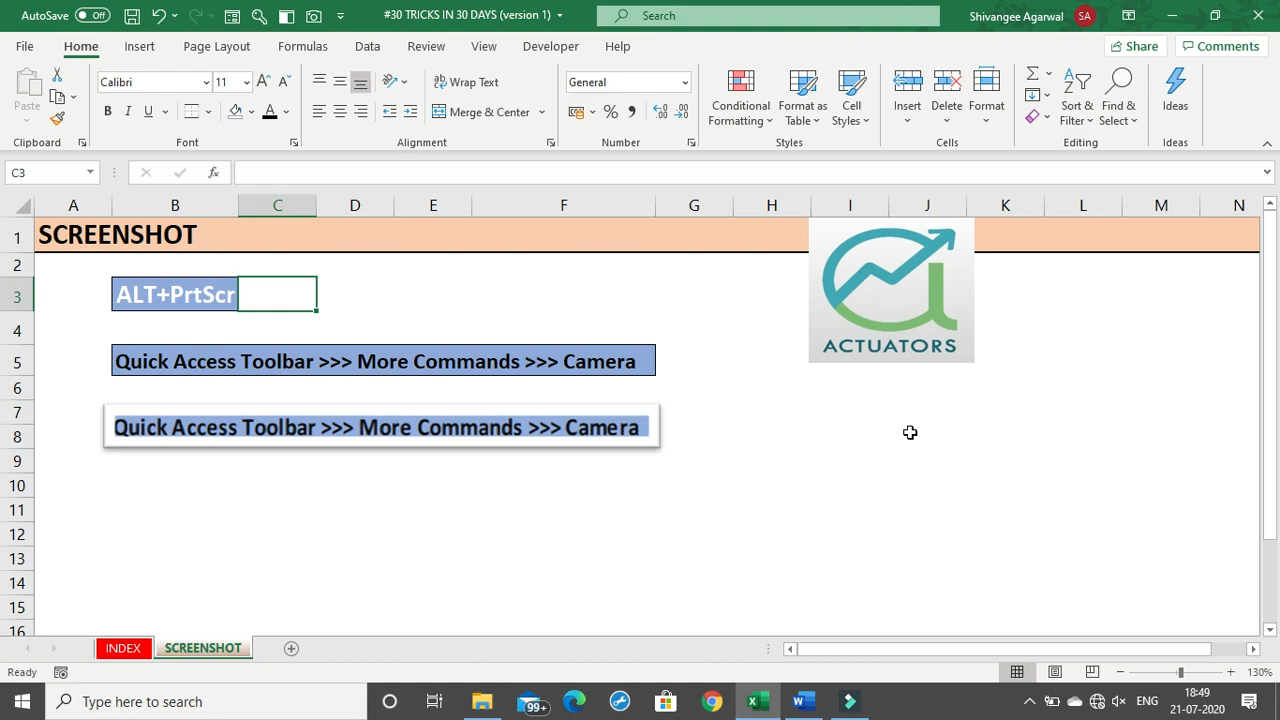 AutoSave Off #30 TRICKS IN 30 DAYS (version 1) Search Shivangee Agarwal SA
File Home Insert Page Layout Formulas Data Review View Developer Help Share Comments
Calibri 11 Wrap Text General
Paste Merge & Center Conditional Formatting Format as Table Cell Styles Insert Delete Format Sort & Filter Find & Select Ideas
Clipboard Font Alignment Number Styles Cells Editing Ideas
C3 fx
A B C D E F G H I J K L M N
1 SCREENSHOT
2
3 ALT+PrtScr
ACTUATORS
4
5 Quick Access Toolbar >>> More Commands >>> Camera
6
7
Quick Access Toolbar >>> More Commands >>> Camera
8
9
10
11
12
13
14
15
16
INDEX SCREENSHOT
Ready 130%
Type here to search 99+ ENG 18:49
21-07-2020